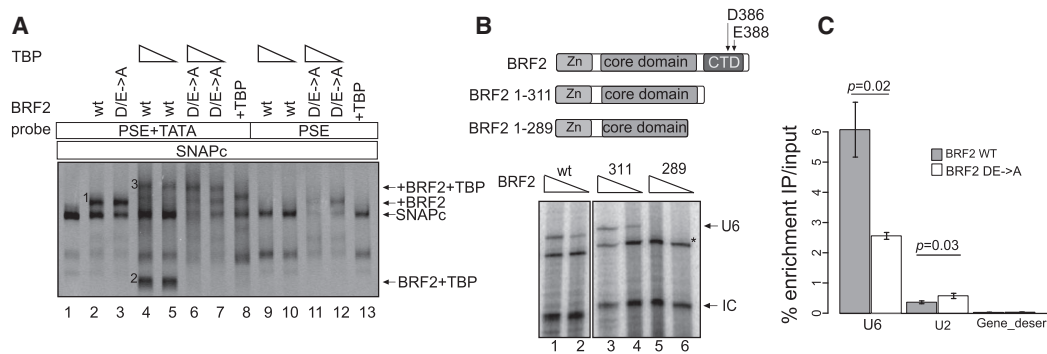 A
TBP
BRF2
wt
D/E->A
wt
wt
D/E->A
D/E->A
+TBP
wt
wt
D/E->A
D/E->A
+TBP
probe
PSE+TATA
PSE
SNAPc
1
3
2
+BRF2+TBP
+BRF2
SNAPc
BRF2+TBP
1 2 3 4 5 6 7 8 9 10 11 12 13
B
D386
E388
BRF2
Zn
core domain
CTD
BRF2 1-311
Zn
core domain
BRF2 1-289
Zn
core domain
BRF2
wt
311
289
U6
*
IC
1 2 3 4 5 6
C
% enrichment IP/input
0 1 2 3 4 5 6
p=0.02
p=0.03
BRF2 WT
BRF2 DE->A
U6
U2
Gene_deser